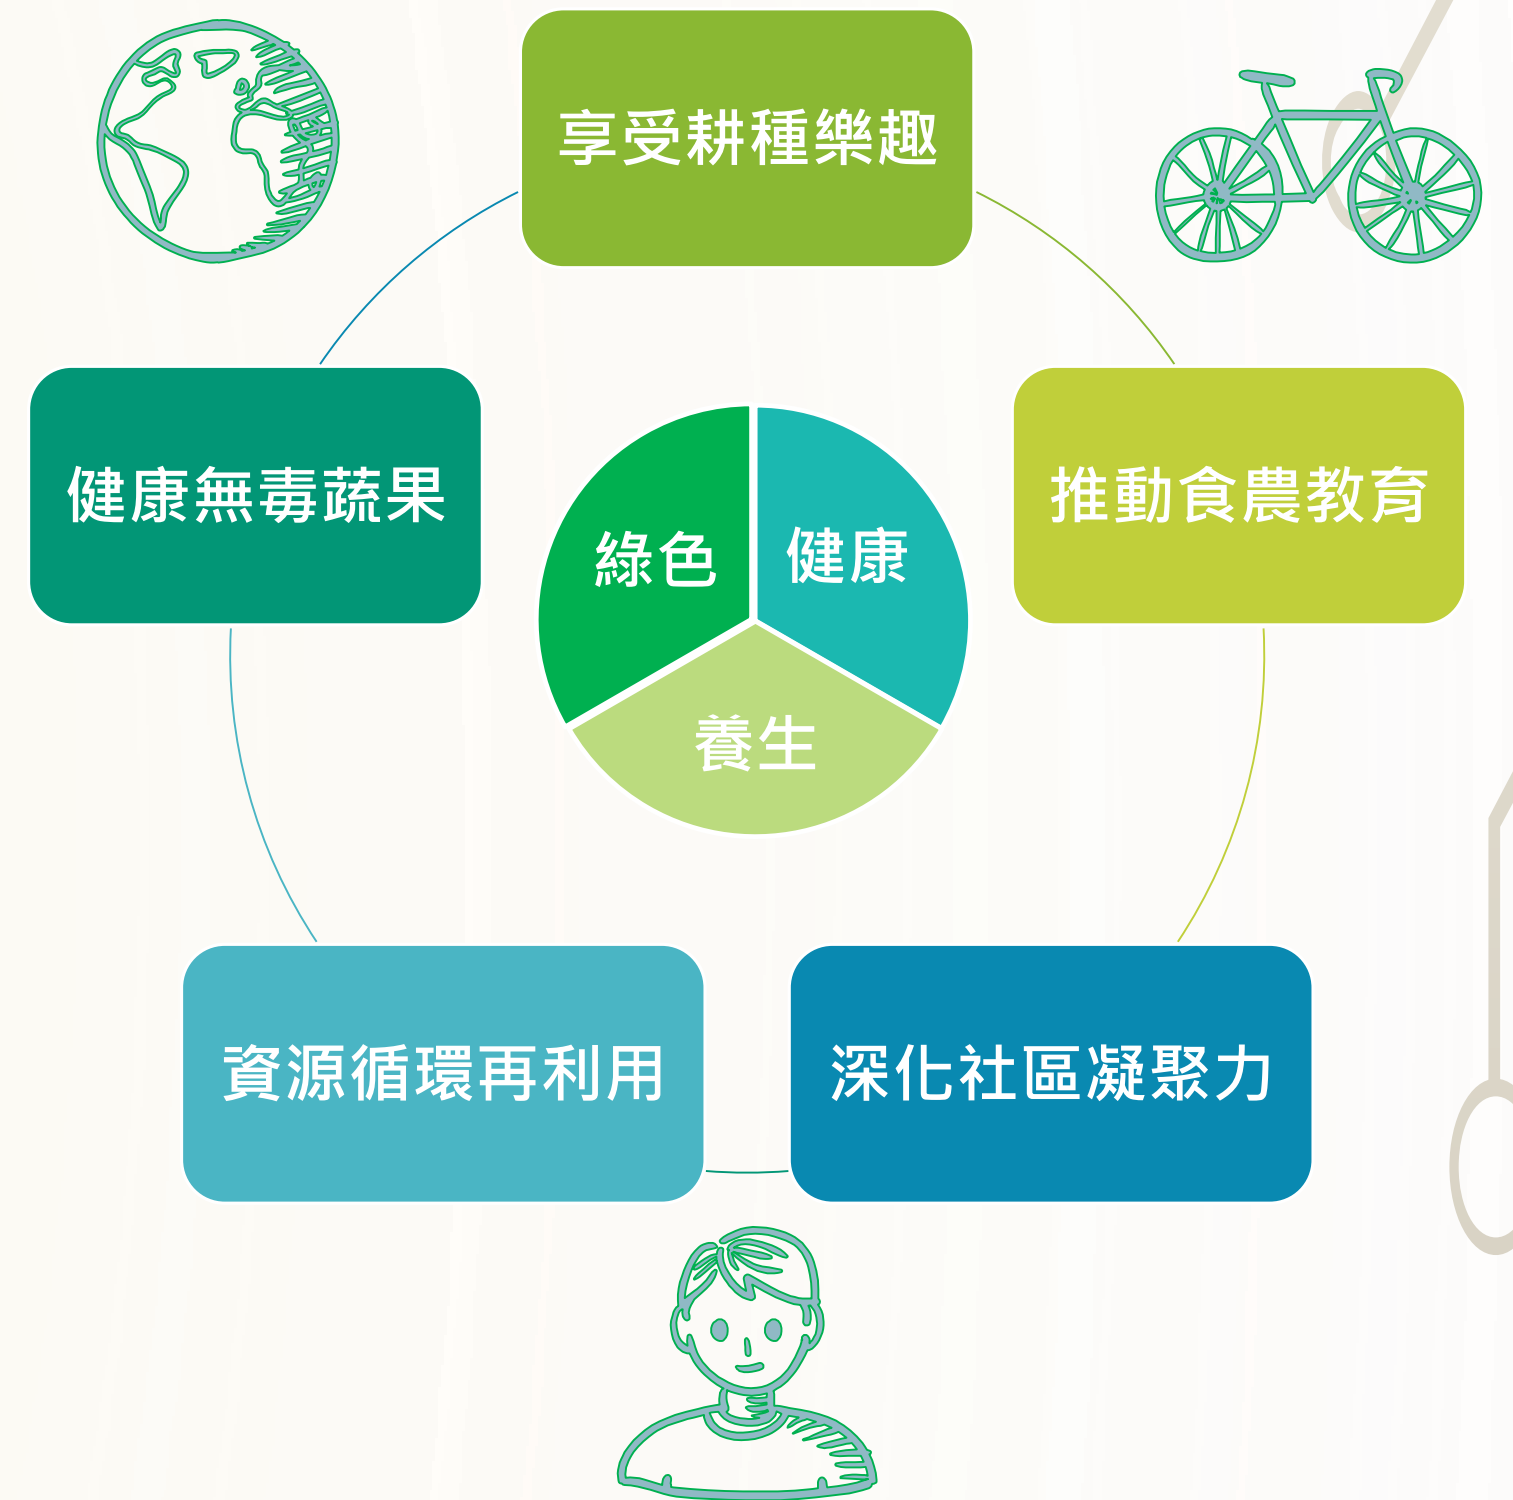 享受耕種樂趣
健康無毒蔬果
推動食農教育
綠色
健康
養生
資源循環再利用
深化社區凝聚力